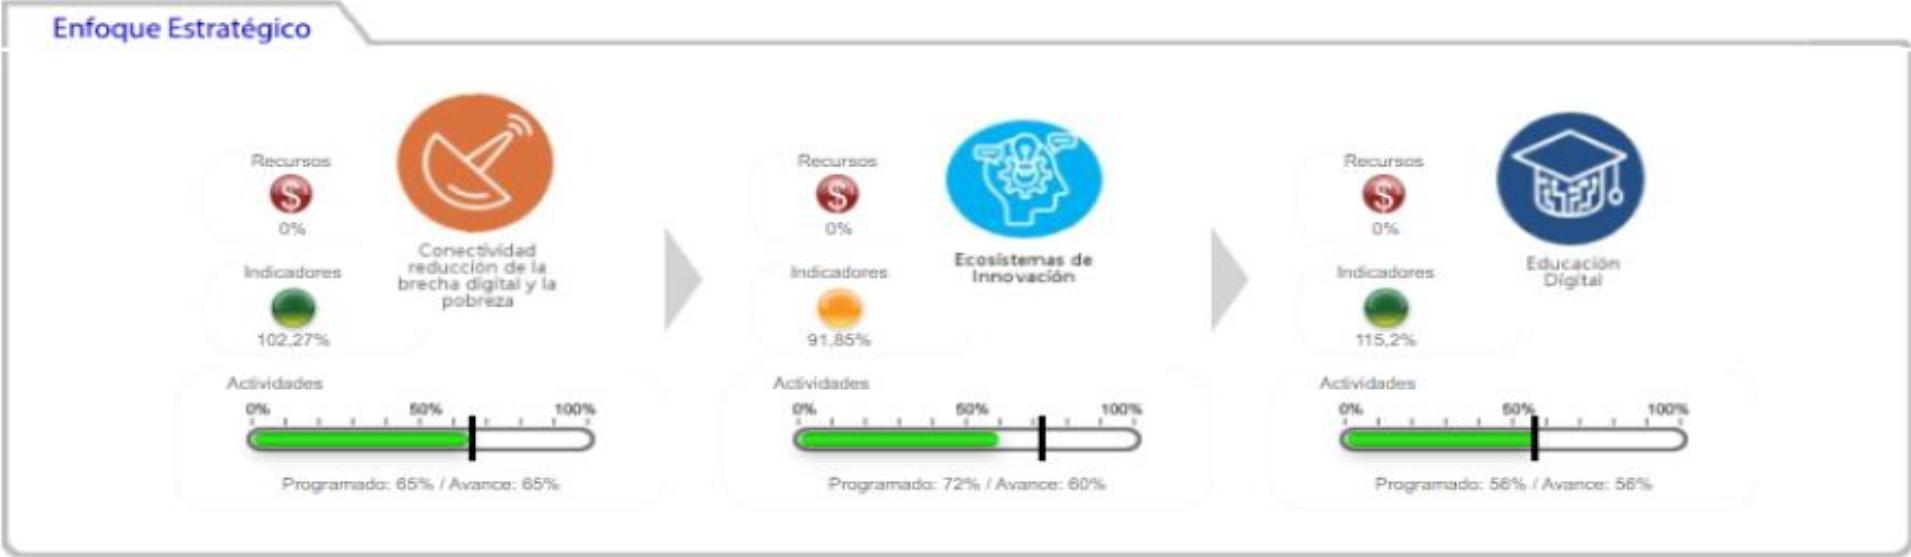 Enfoque Estratégico
Recursos
$
0%
Conectividad
reducción de la
brecha digital y la
pobreza
Indicadores
102,27%
Actividades
0% 50% 100%
Programado: 65% / Avance: 65%
Recursos
$
0%
Ecosistemas de
Innovación
Indicadores
91,85%
Actividades
0% 50% 100%
Programado: 72% / Avance: 60%
Recursos
$
0%
Educación
Digital
Indicadores
115,2%
Actividades
0% 50% 100%
Programado: 56% / Avance: 56%